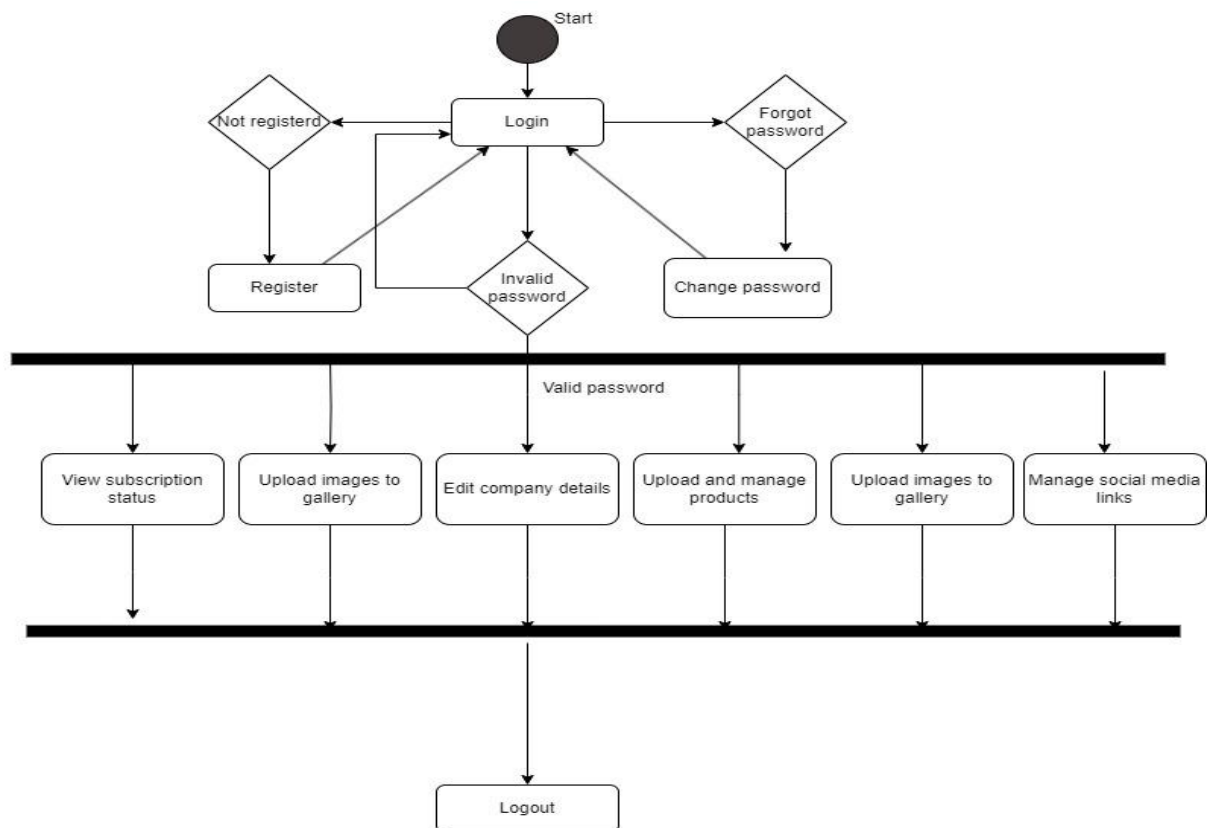 Start
Not registerd
Login
Forgot
password
Register
Invalid
password
Change password
Valid password
View subscription
status
Upload images to
gallery
Edit company details
Upload and manage
products
Upload images to
gallery
Manage social media
links
Logout